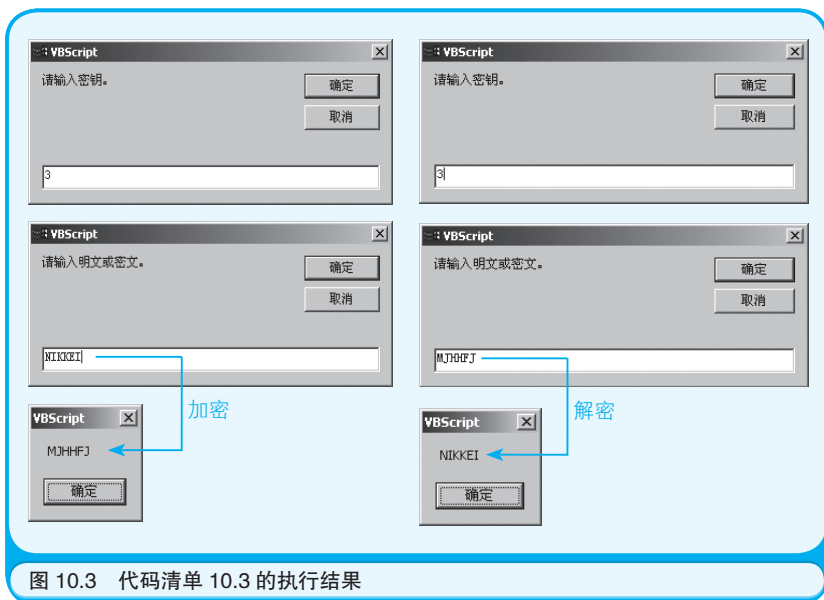 VBScript
请输入密钥。
确定
取消
3
VBScript
请输入明文或密文。
确定
取消
NIKKEI
加密
VBScript
MJHHFJ
确定
VBScript
请输入密钥。
确定
取消
3
VBScript
请输入明文或密文。
确定
取消
MJHHFJ
解密
VBScript
NIKKEI
确定
图 10.3 代码清单 10.3 的执行结果